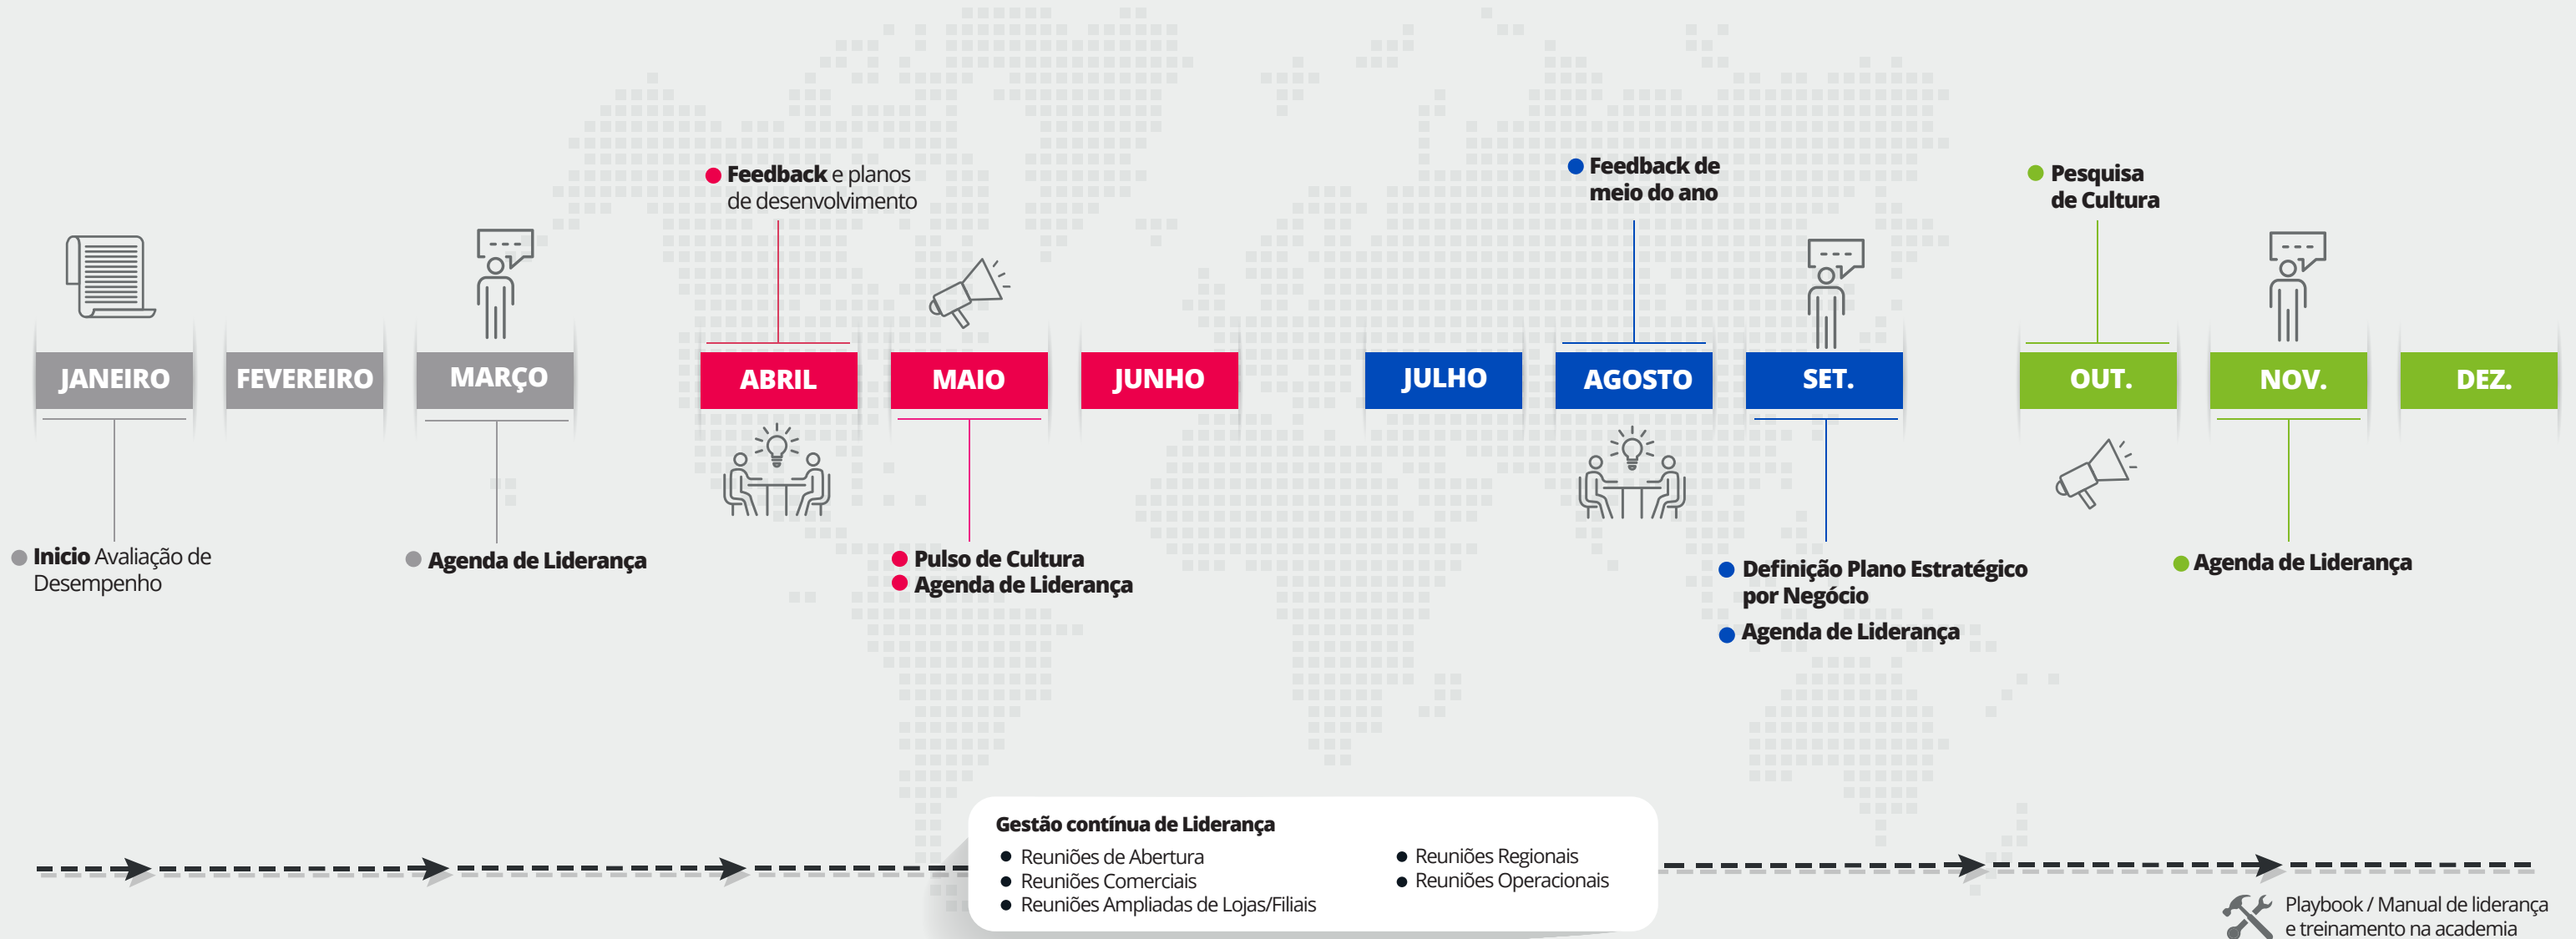 Feedback e planos
de desenvolvimento
Feedback de
meio do ano
Pesquisa
de Cultura
JANEIRO
FEVEREIRO
MARÇO
ABRIL
MAIO
JUNHO
JULHO
AGOSTO
SET.
OUT.
NOV.
DEZ.
Inicio Avaliação de
Desempenho
Agenda de Liderança
Pulso de Cultura
Agenda de Liderança
Definição Plano Estratégico
por Negócio
Agenda de Liderança
Agenda de Liderança
Gestão contínua de Liderança
Reuniões de Abertura
Reuniões Comerciais
Reuniões Ampliadas de Lojas/Filiais
Reuniões Regionais
Reuniões Operacionais
Playbook / Manual de liderança
e treinamento na academia